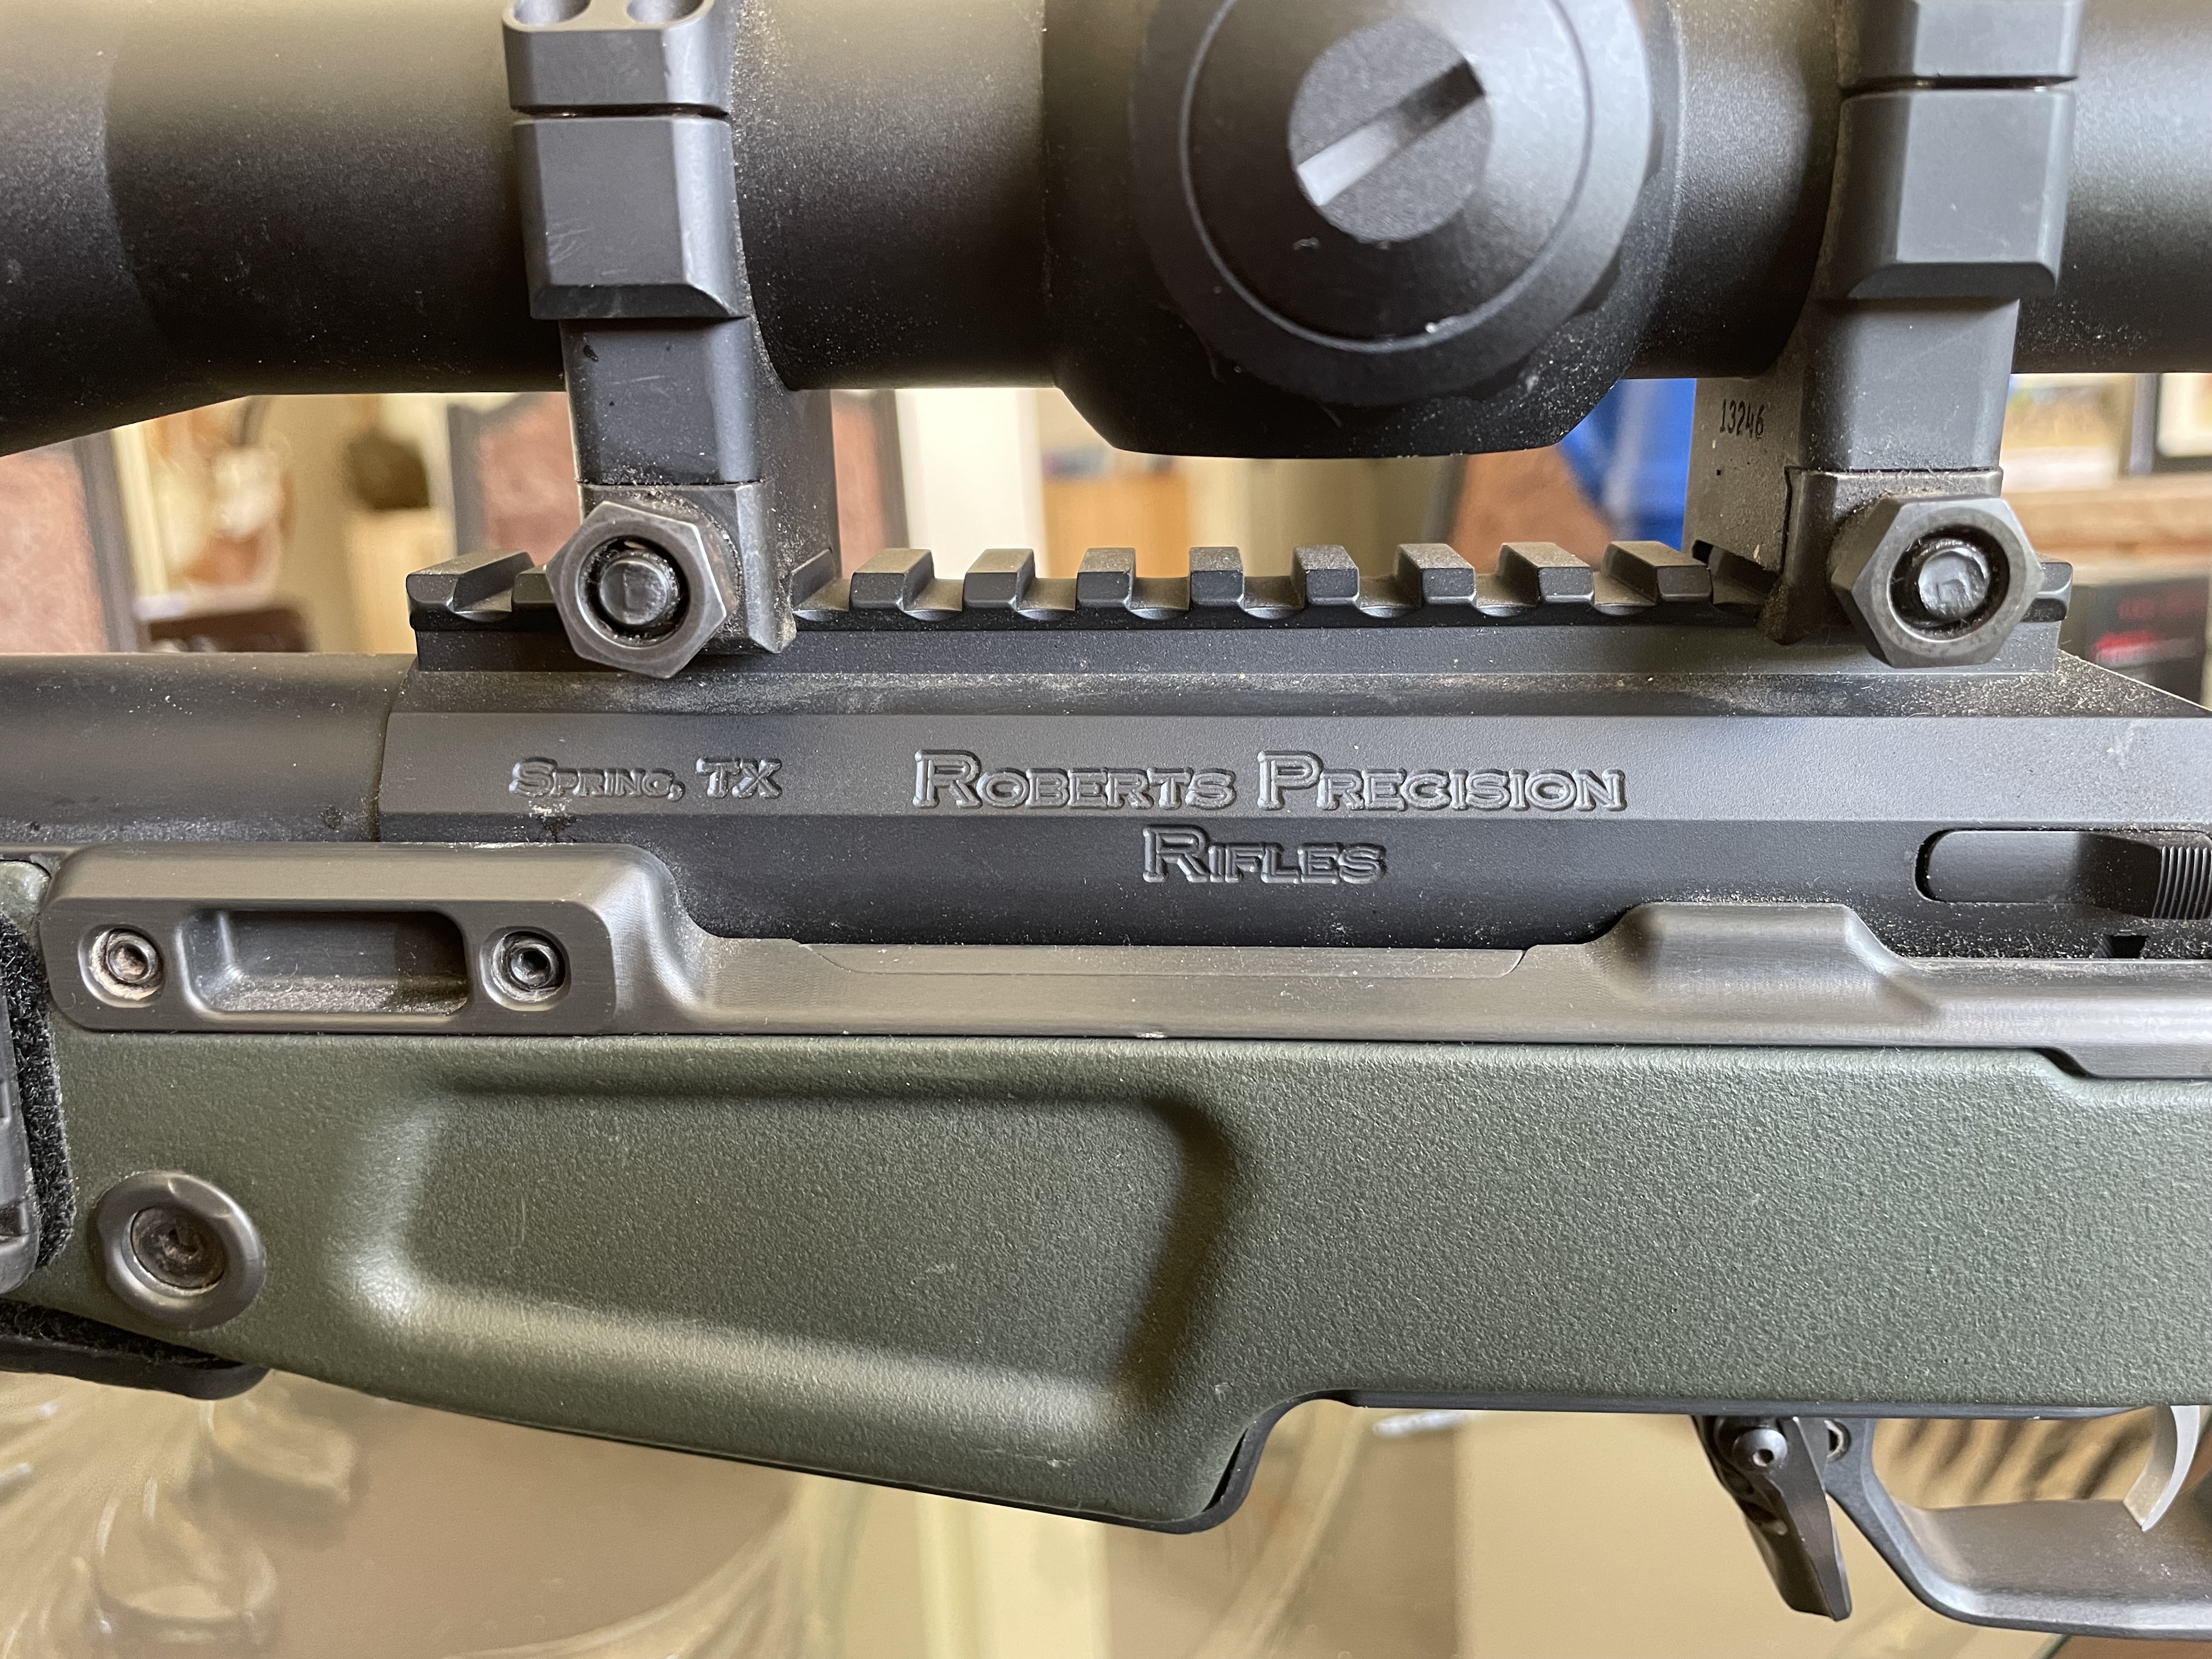 13246
Spring, TX
Roberts Precision
Rifles